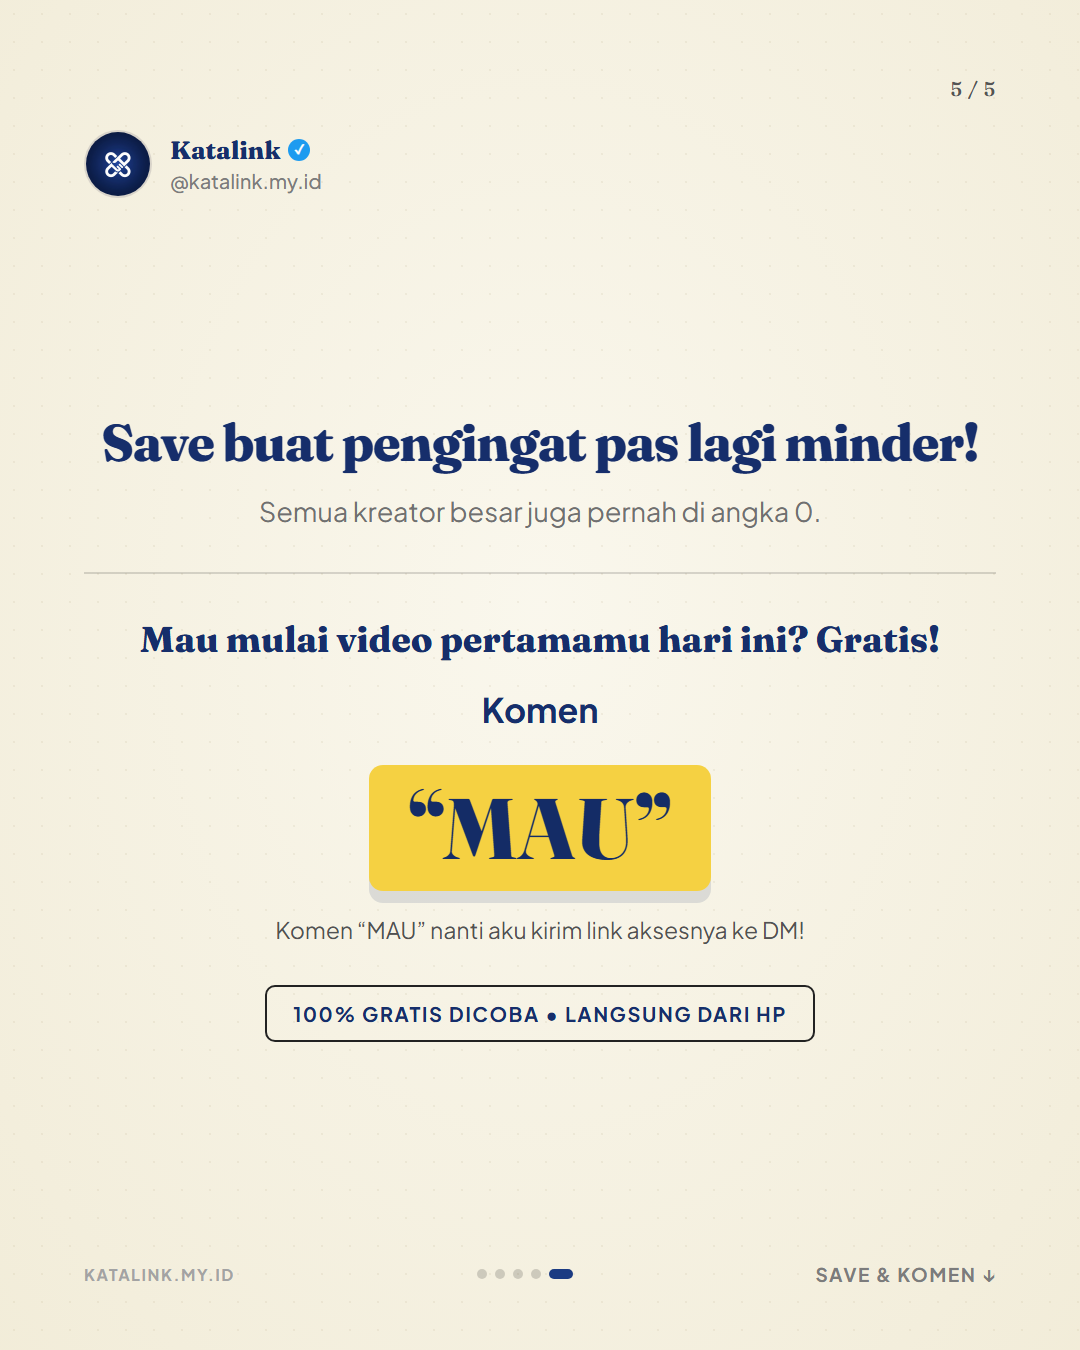 5 / 5
Katalink
@katalink.my.id
Save buat pengingat pas lagi minder!
Semua kreator besar juga pernah di angka 0.
Mau mulai video pertamamu hari ini? Gratis!
Komen
“MAU”
Komen “MAU” nanti aku kirim link aksesnya ke DM!
100% GRATIS DICOBA • LANGSUNG DARI HP
KATALINK.MY.ID
SAVE & KOMEN ↓